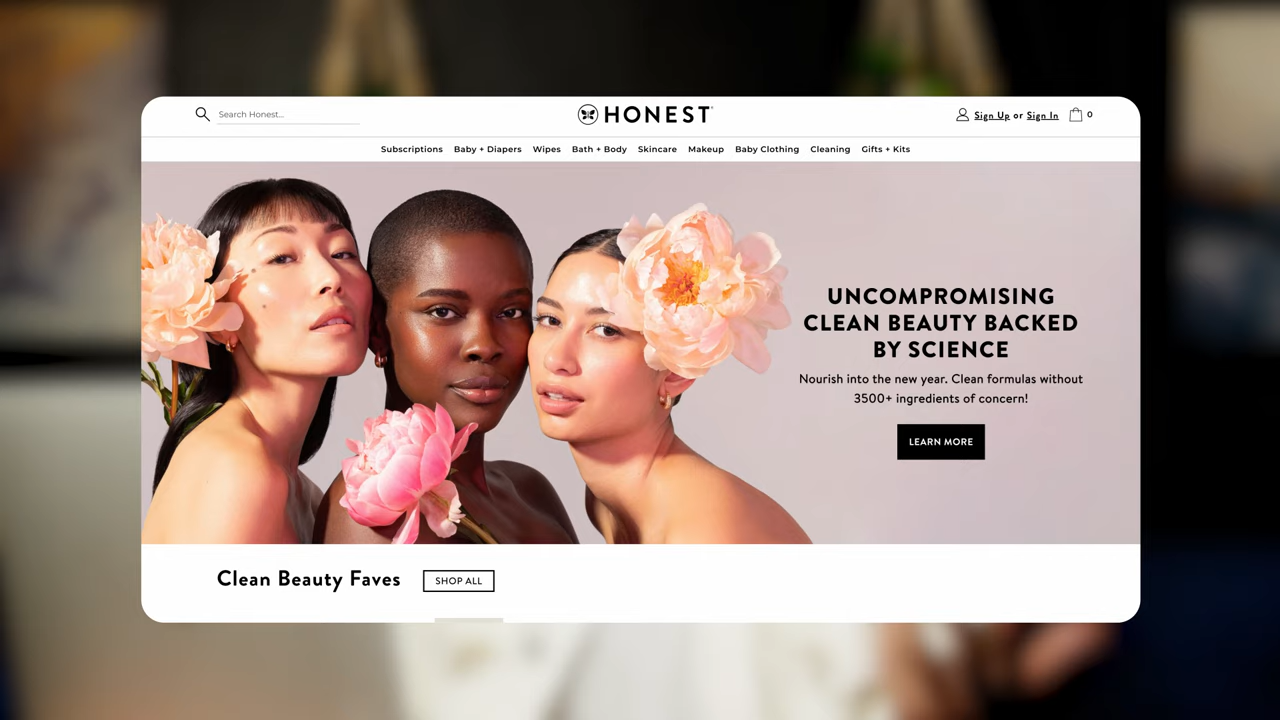 Search Honest...
HONEST
Sign Up or Sign In
0
Subscriptions Baby + Diapers Wipes Bath + Body Skincare Makeup Baby Clothing Cleaning Gifts + Kits
UNCOMPROMISING
CLEAN BEAUTY BACKED
BY SCIENCE
Nourish into the new year. Clean formulas without
3500+ ingredients of concern!
LEARN MORE
Clean Beauty Faves
SHOP ALL